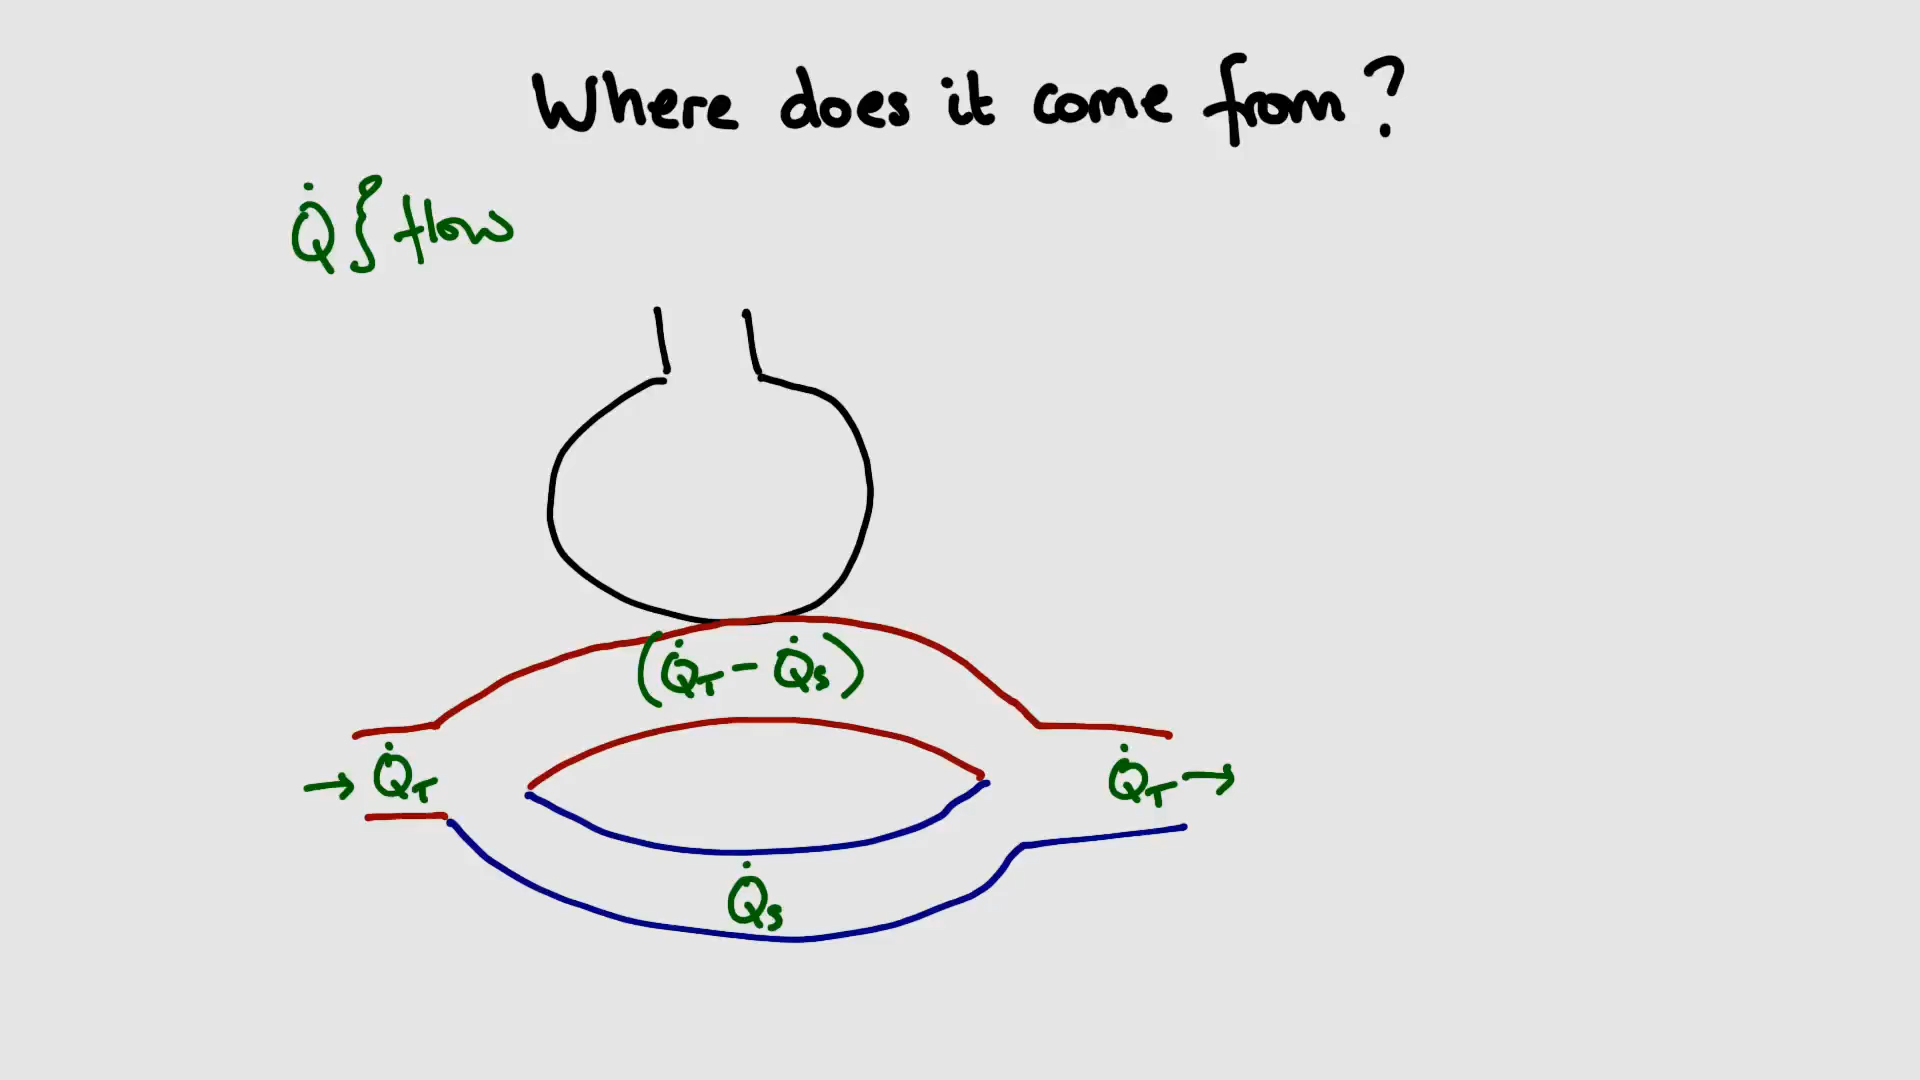 Where does it come from?
Q̇ } flow
(Q̇T - Q̇s)
→ Q̇T
Q̇T →
Q̇s